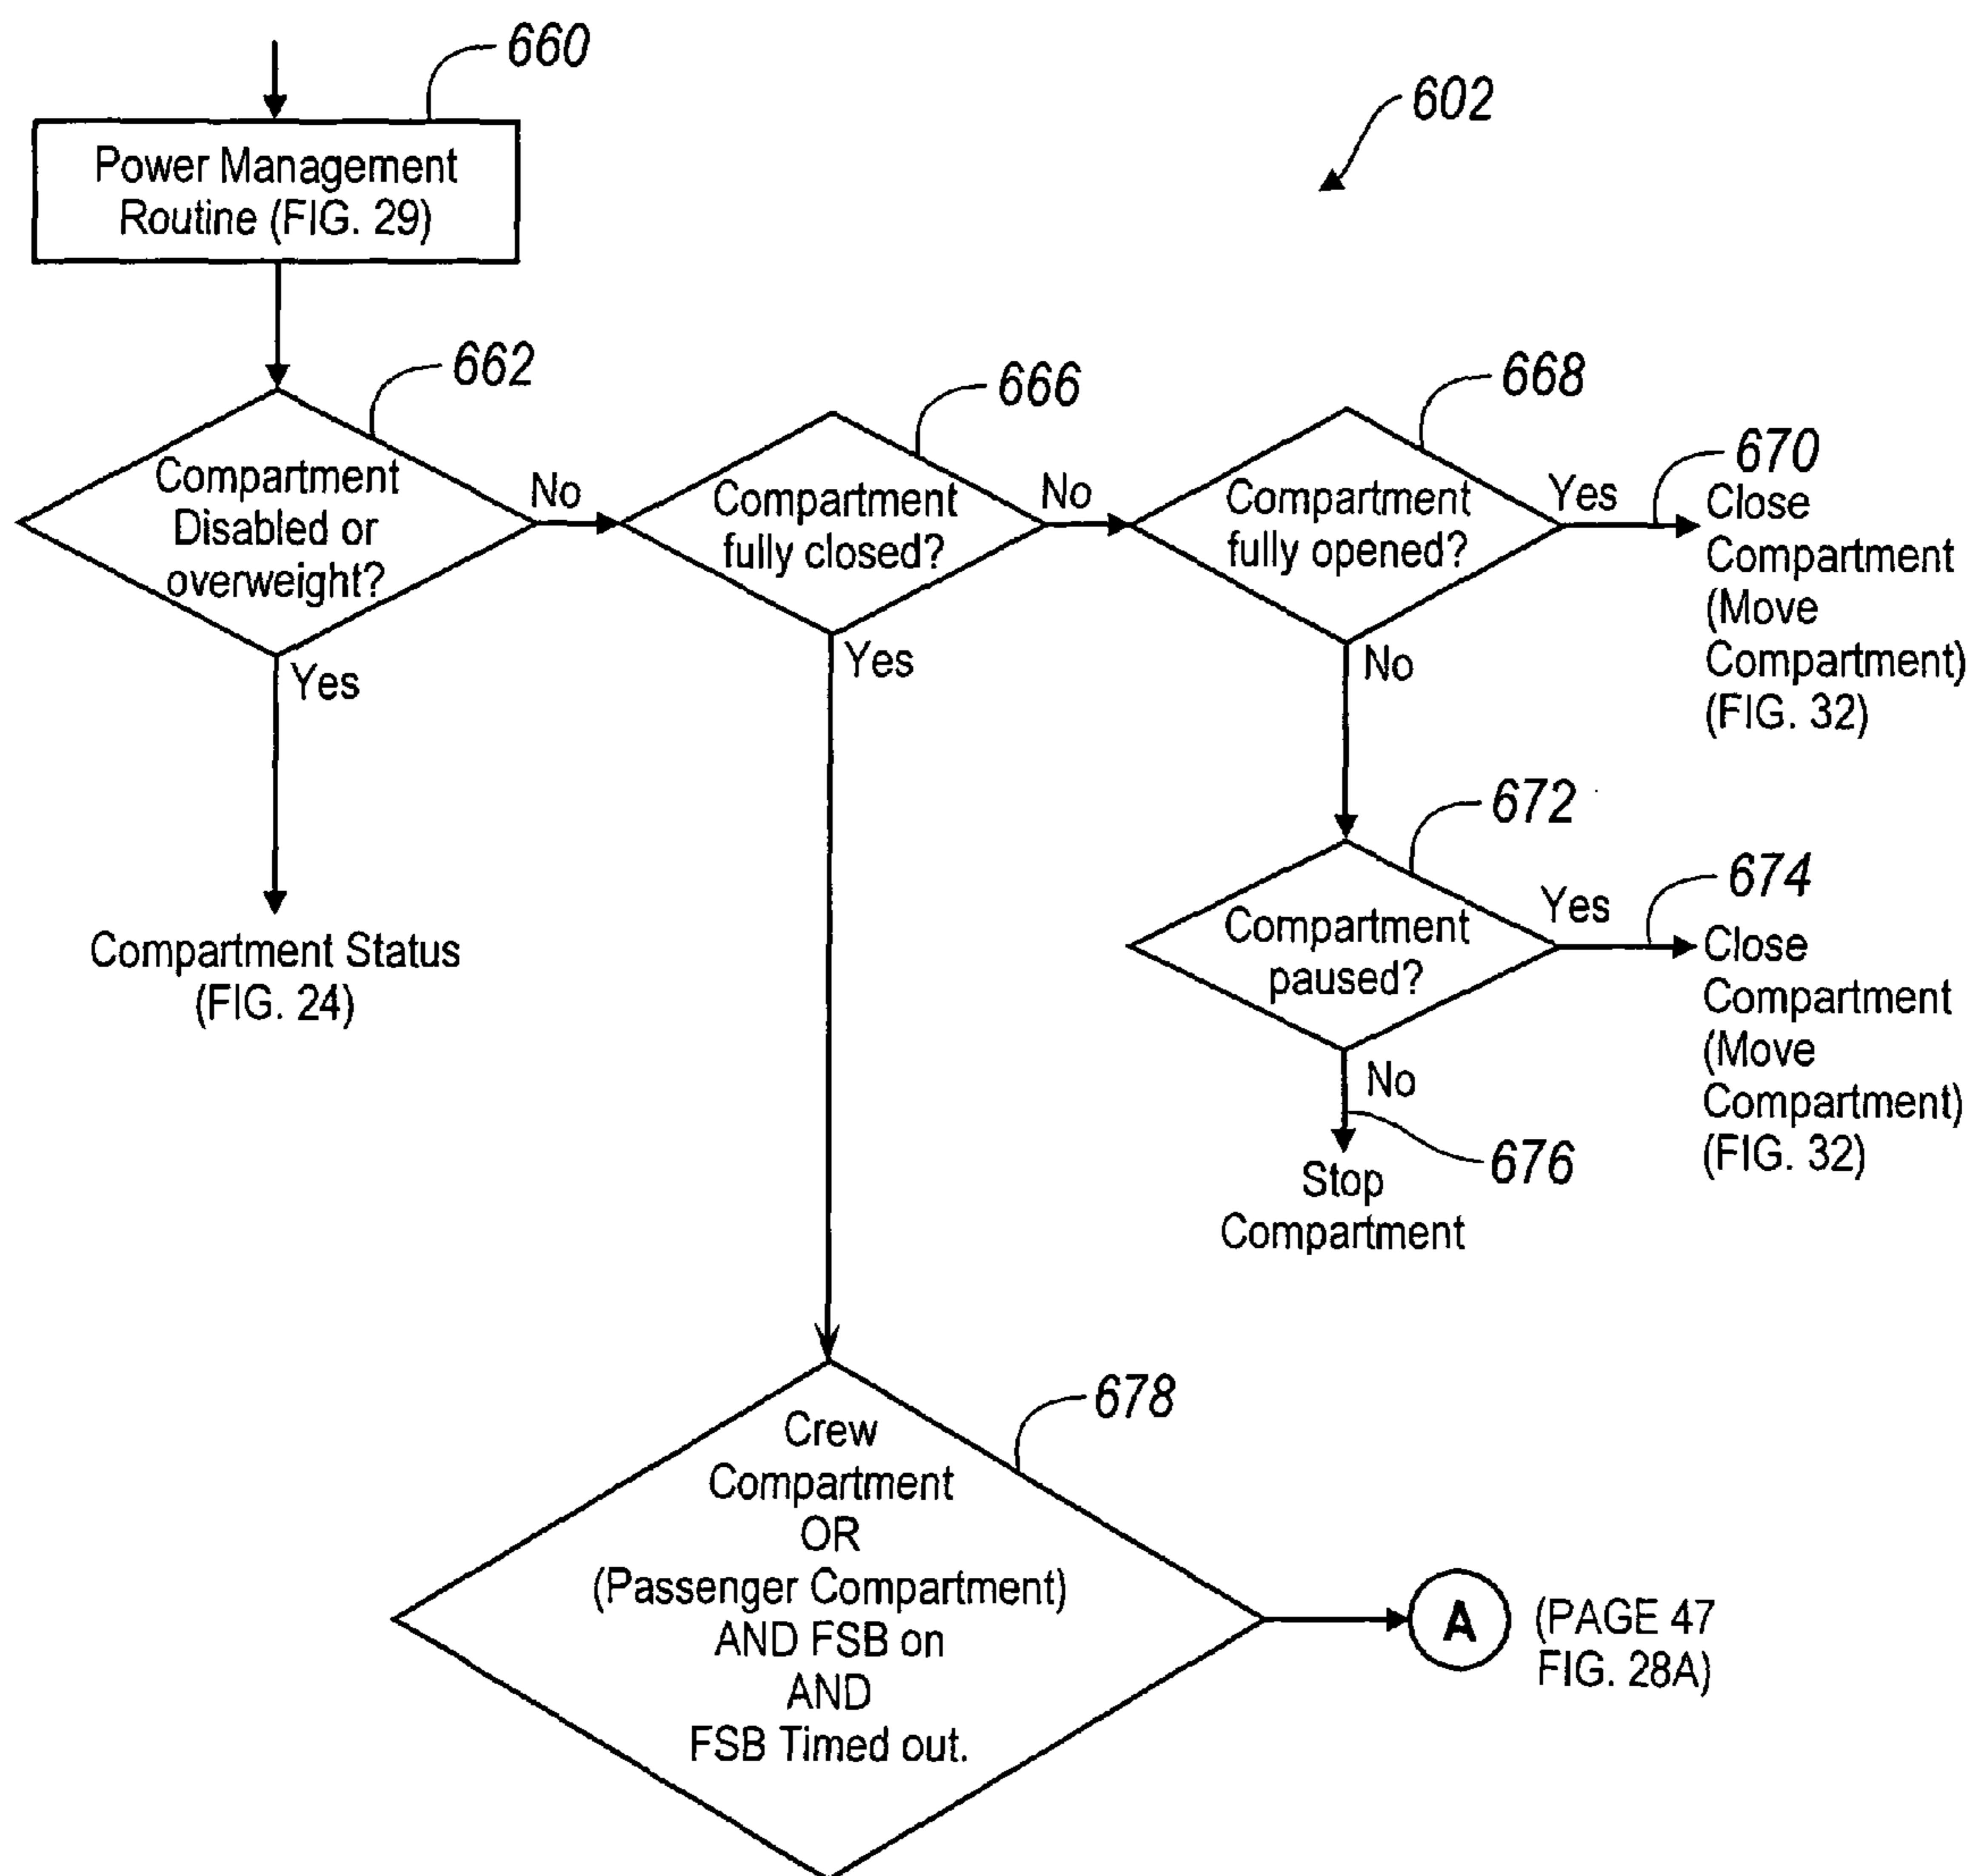 660
602
Power Management
Routine (FIG. 29)
662
666
668
670
Compartment
Disabled or
overweight?
No
Compartment
fully closed?
No
Compartment
fully opened?
Yes
Close
Compartment
(Move
Compartment)
(FIG. 32)
Yes
Yes
No
672
674
Compartment
paused?
Yes
Close
Compartment
(Move
Compartment)
(FIG. 32)
Compartment Status
(FIG. 24)
No
676
Stop
Compartment
678
Crew
Compartment
OR
(Passenger Compartment)
AND FSB on
AND
FSB Timed out.
A
(PAGE 47
FIG. 28A)